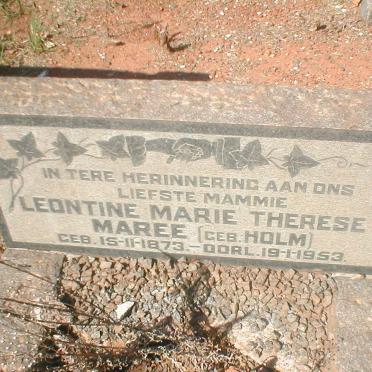 IN TERE HERINNERING AAN ONS
LIEFSTE MAMMIE
LEONTINE MARIE THERESE
MAREE (GEB. HOLM)
GEB. 15-11-1873 — OORL. 19-1-1953.